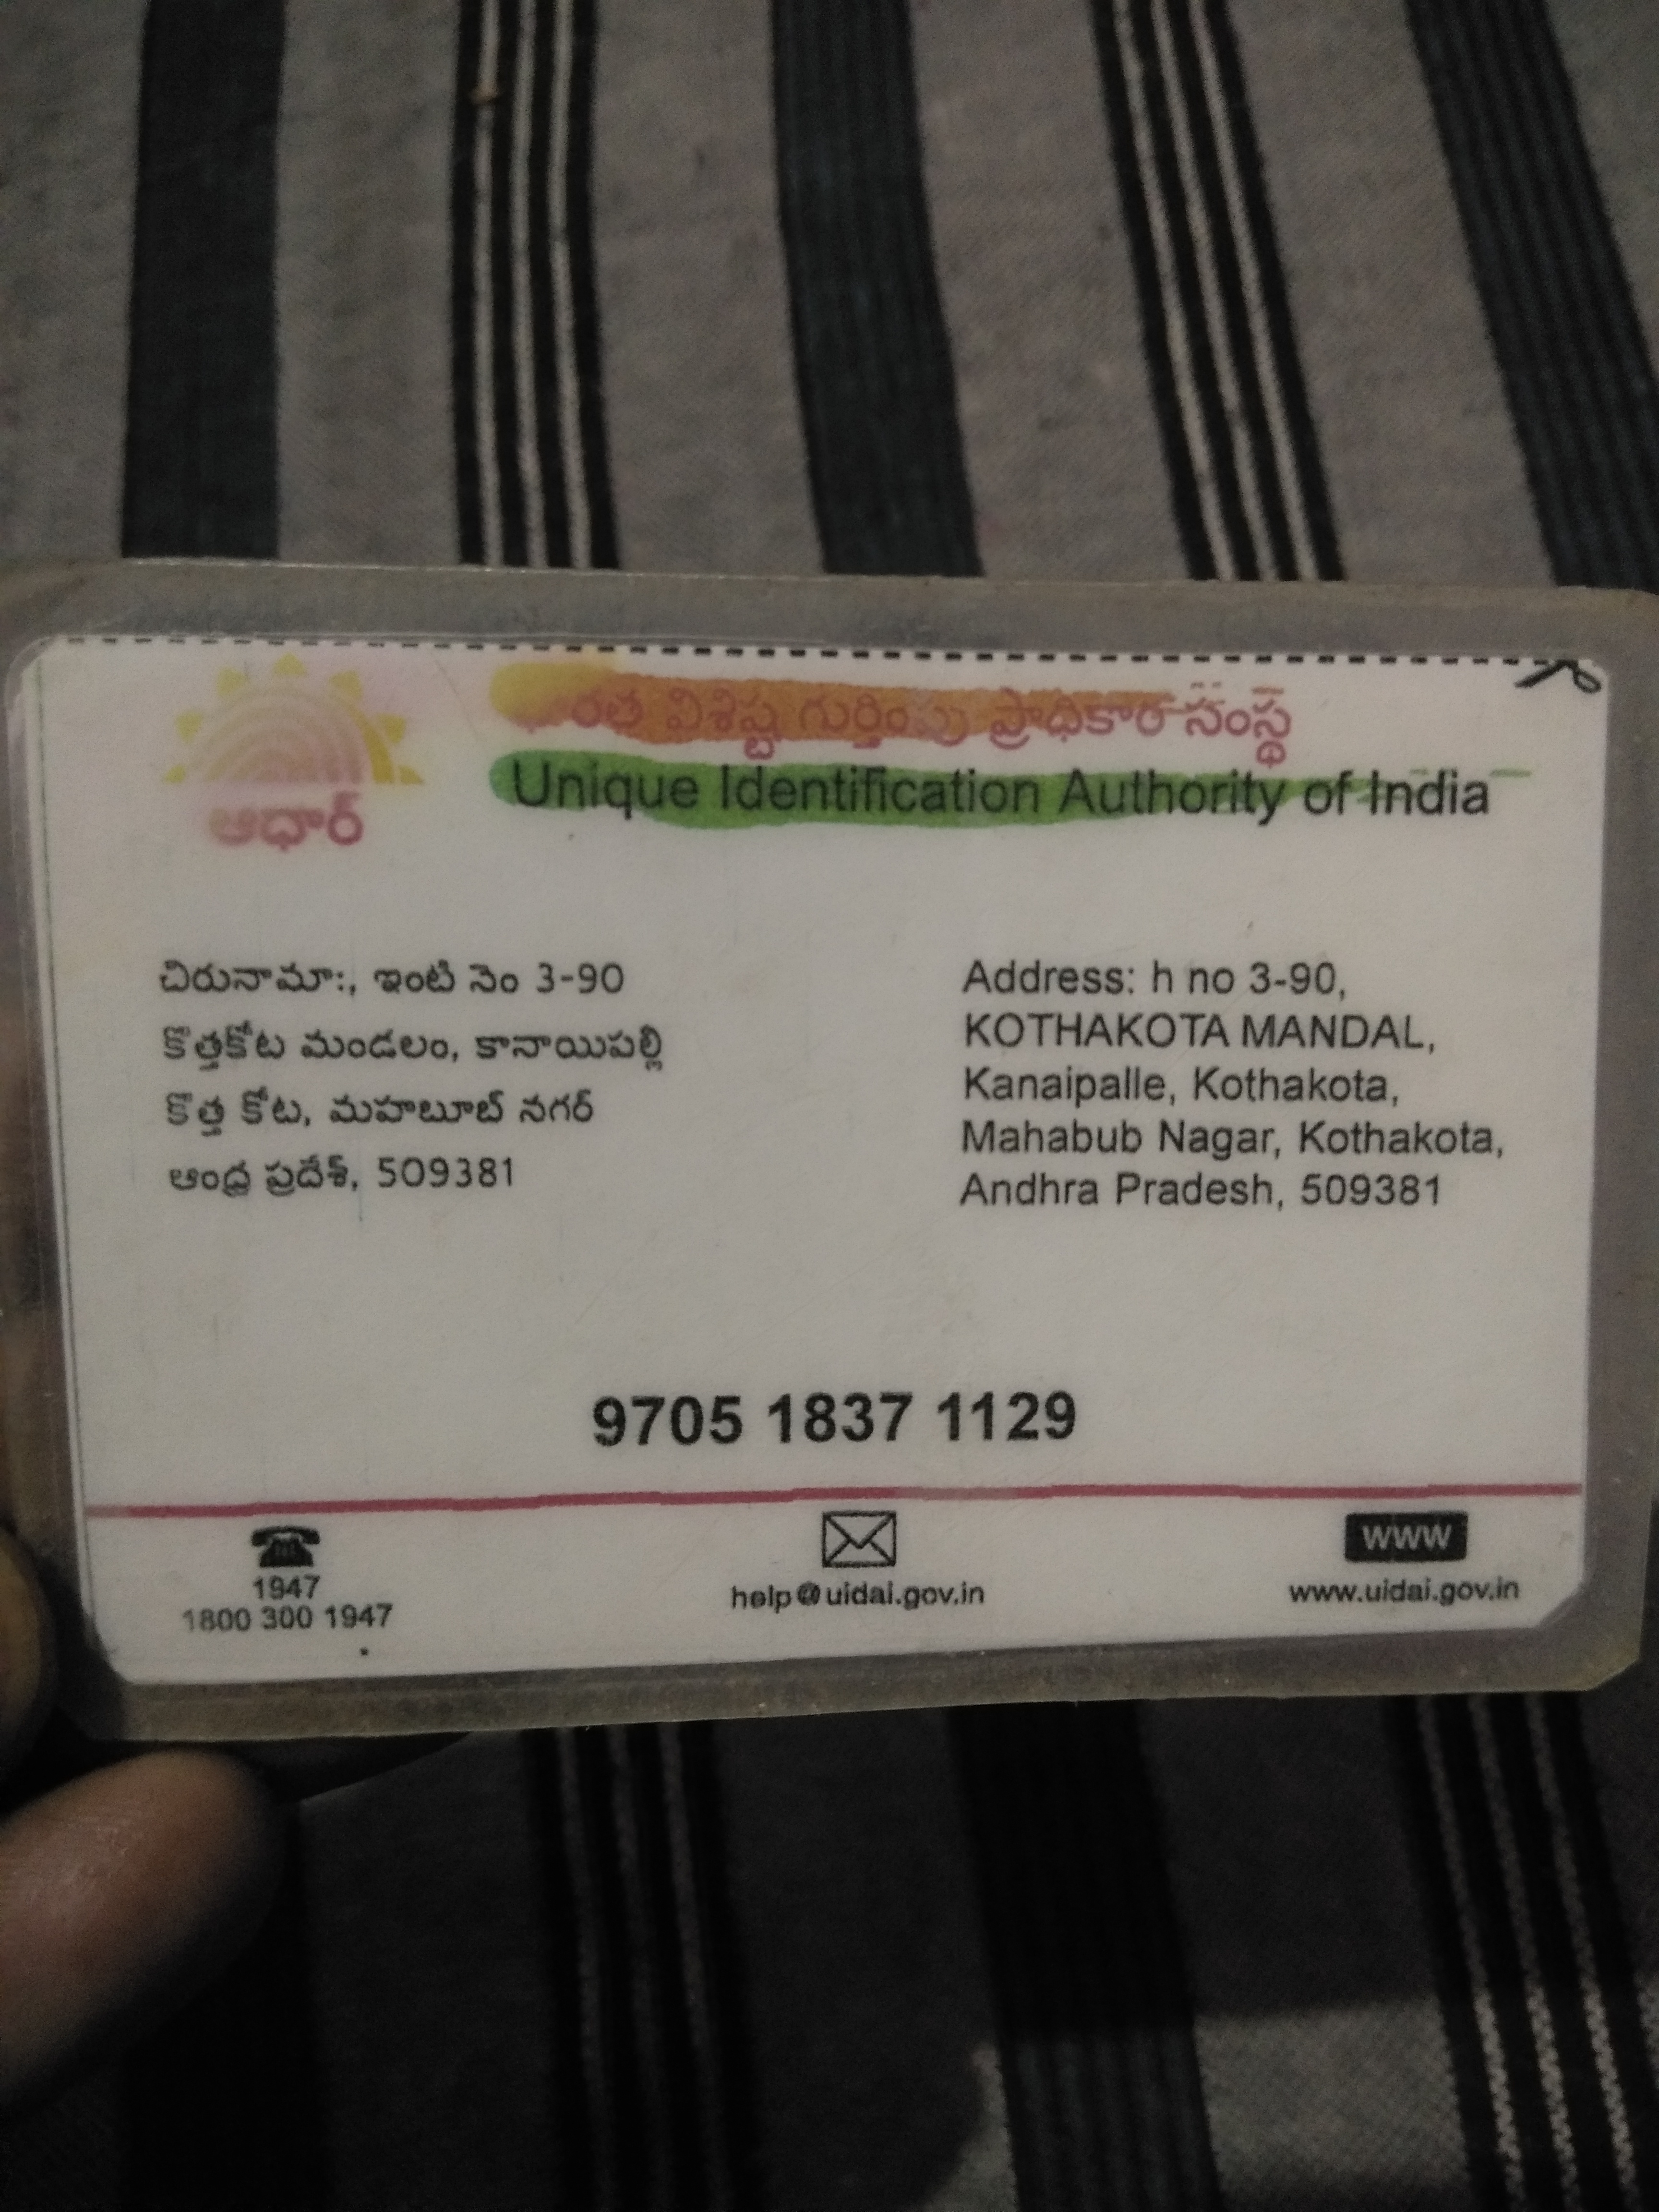 ఆధార్
భారత విశిష్ట గుర్తింపు ప్రాధికార సంస్థ
Unique Identification Authority of India
చిరునామా:, ఇంటి నెం 3-90
కొత్తకోట మండలం, కానాయిపల్లి
కొత్త కోట, మహబూబ్ నగర్
ఆంధ్ర ప్రదేశ్, 509381
Address: h no 3-90,
KOTHAKOTA MANDAL,
Kanaipalle, Kothakota,
Mahabub Nagar, Kothakota,
Andhra Pradesh, 509381
9705 1837 1129
1947
1800 300 1947
help@uidai.gov.in
WWW
www.uidai.gov.in